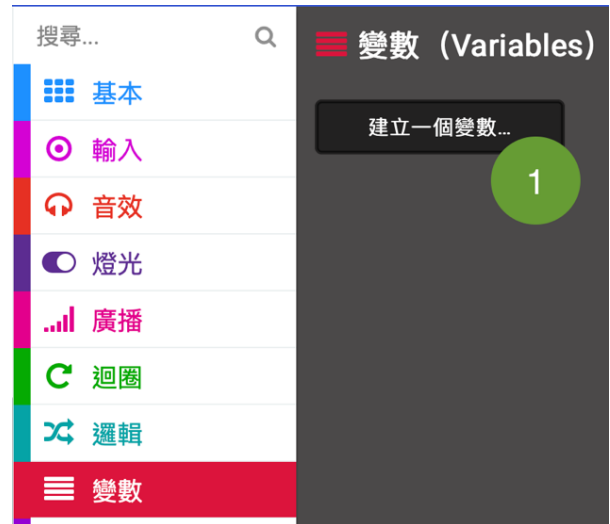 搜尋...
基本
輸入
音效
燈光
廣播
迴圈
邏輯
變數
變數（Variables）
建立一個變數...
1